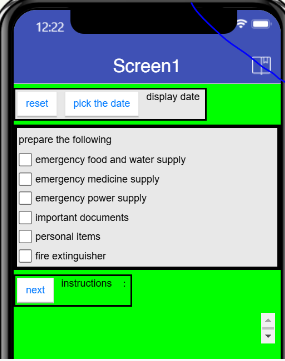 12:22
Screen1
reset pick the date display date
prepare the following
emergency food and water supply
emergency medicine supply
emergency power supply
important documents
personal items
fire extinguisher
next instructions :